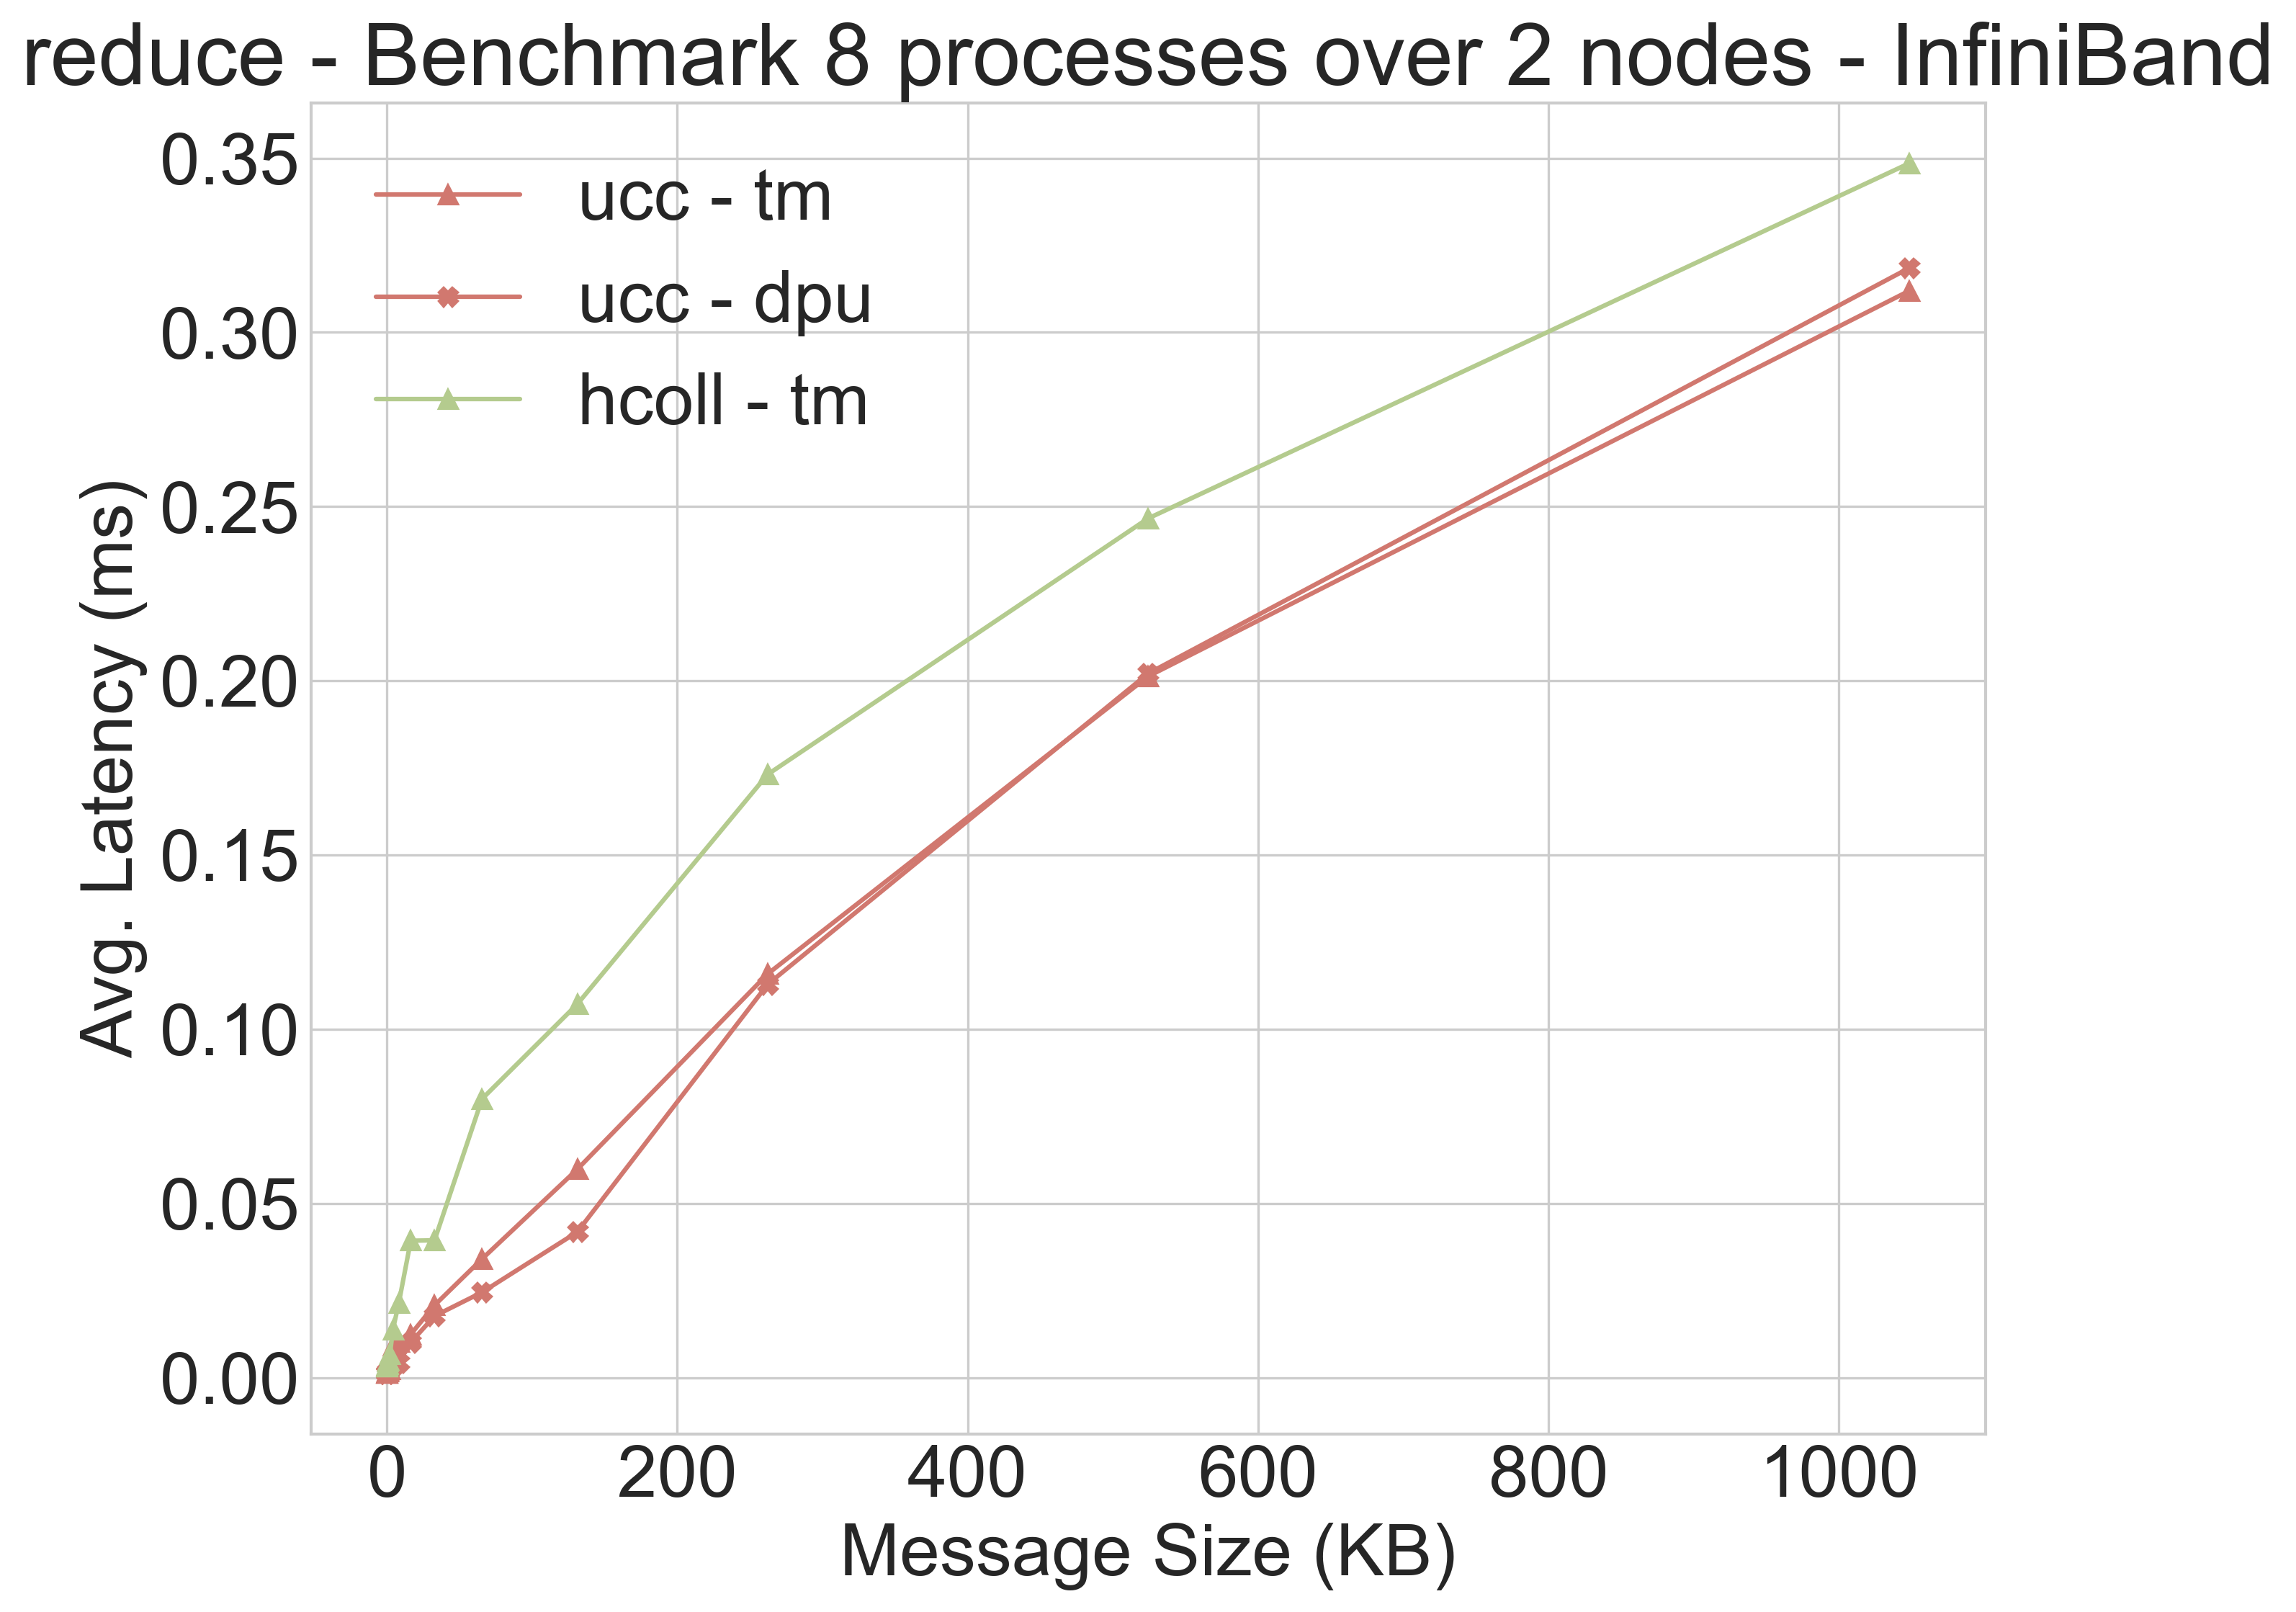 reduce - Benchmark 8 processes over 2 nodes - InfiniBand
0.35
0.30
0.25
0.20
0.15
0.10
0.05
0.00
Avg. Latency (ms)
ucc - tm
ucc - dpu
hcoll - tm
0 200 400 600 800 1000
Message Size (KB)